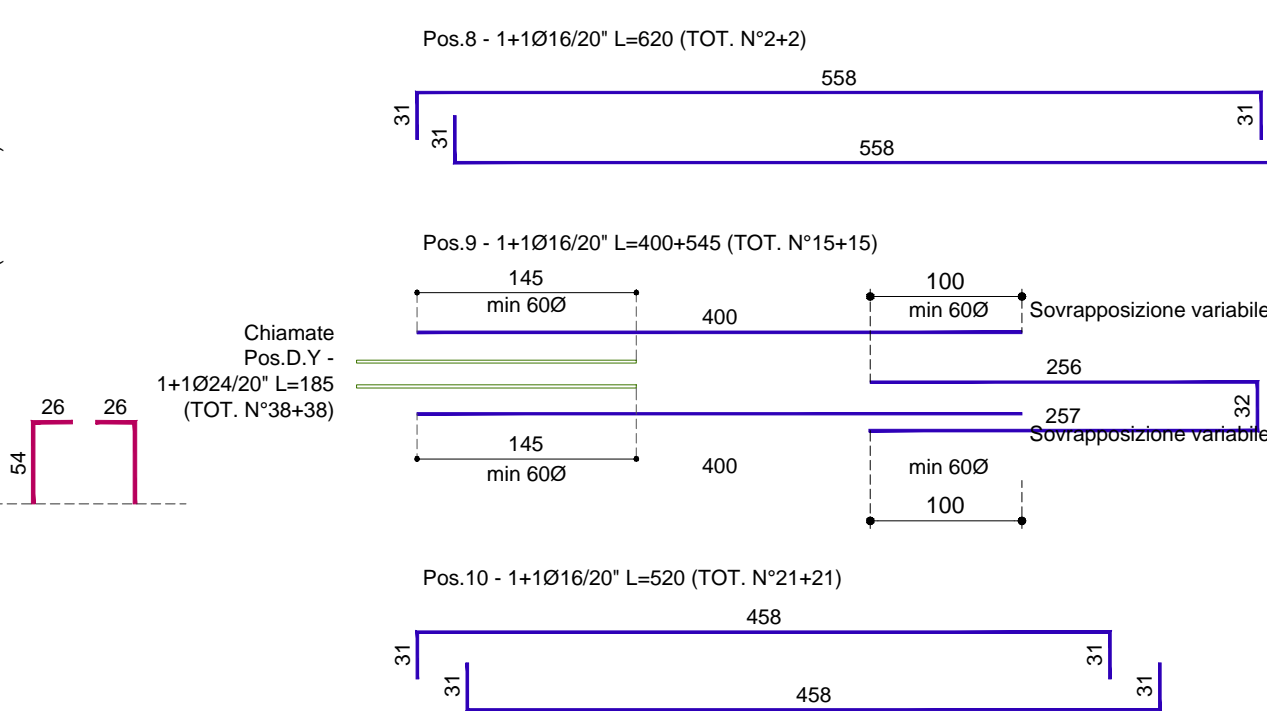 Pos.8 - 1+1Ø16/20" L=620 (TOT. N°2+2)
558
31
31
31
558
Pos.9 - 1+1Ø16/20" L=400+545 (TOT. N°15+15)
145
min 60Ø
100
min 60Ø
Sovrapposizione variabile
400
Chiamate
Pos.D.Y -
1+1Ø24/20" L=185
(TOT. N°38+38)
256
32
257
Sovrapposizione variabile
26
26
54
145
min 60Ø
400
min 60Ø
100
Pos.10 - 1+1Ø16/20" L=520 (TOT. N°21+21)
458
31
31
31
31
458